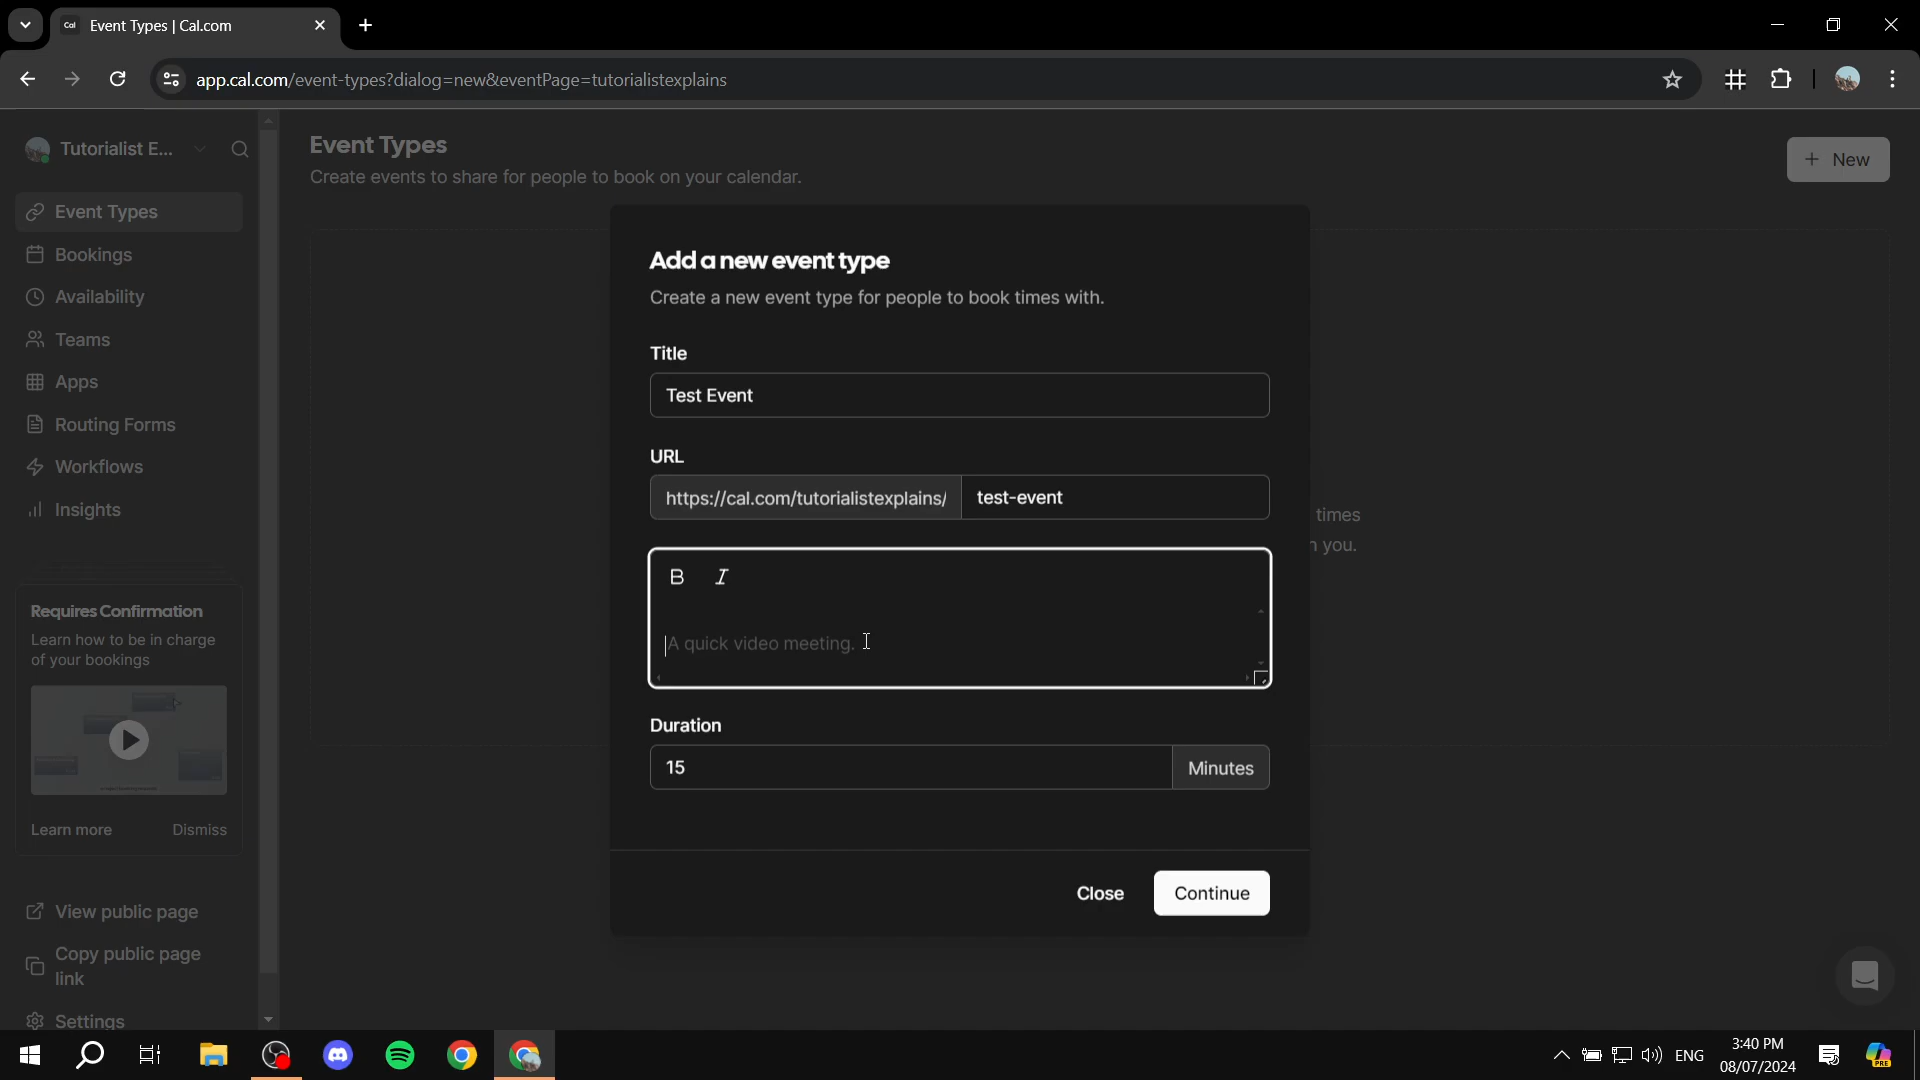 Cal Event Types | Cal.com
app.cal.com/event-types?dialog=new&eventPage=tutorialistexplains
Tutorialist E...
Event Types
Bookings
Availability
Teams
Apps
Routing Forms
Workflows
Insights
Requires Confirmation
Learn how to be in charge
of your bookings
Learn more Dismiss
View public page
Copy public page
link
Settings
Event Types
Create events to share for people to book on your calendar.
+ New
times
you.
Add a new event type
Create a new event type for people to book times with.
Title
Test Event
URL
https://cal.com/tutorialistexplains/ test-event
B I
A quick video meeting.
Duration
15 Minutes
Close Continue
ENG
3:40 PM
08/07/2024
PRE